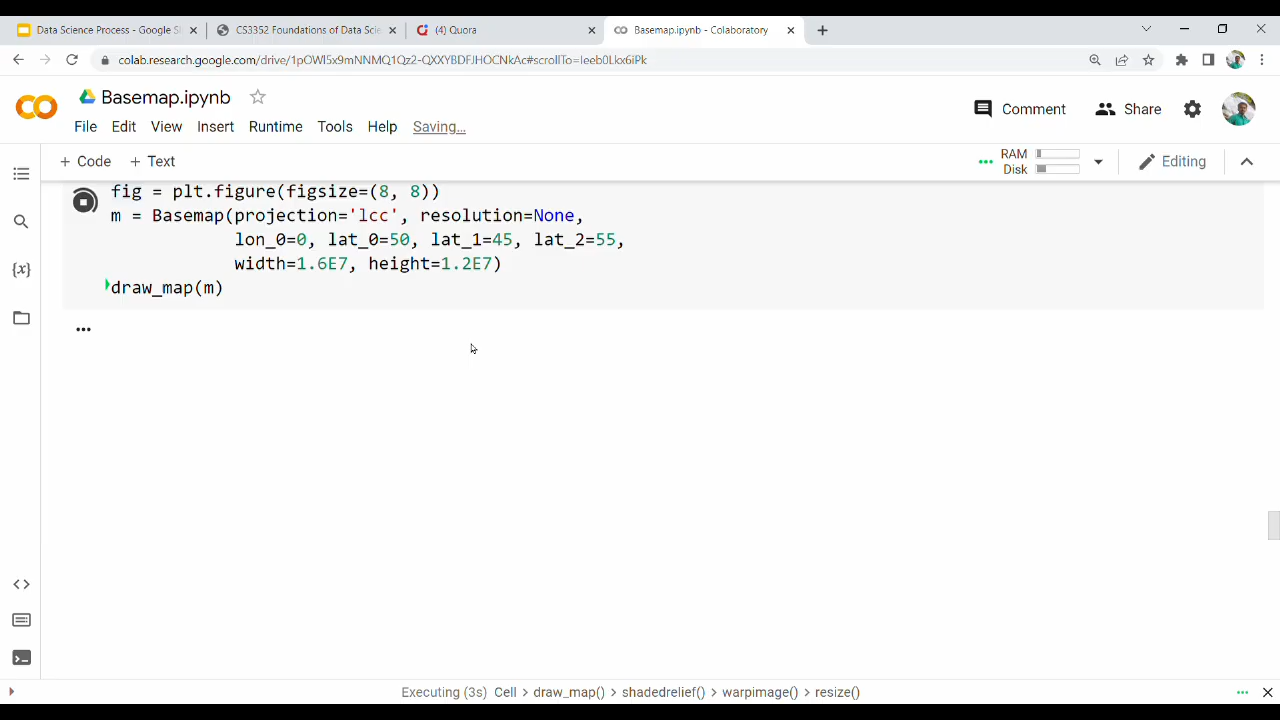 Data Science Process - Google Sl
CS3352 Foundations of Data Scie
(4) Quora
Basemap.ipynb - Colaboratory
colab.research.google.com/drive/1pOWl5x9mNNMQ1Qz2-QXXYBDFJHOCNkAc#scrollTo=Ieeb0Lkx6iPk
Basemap.ipynb
Comment
Share
File Edit View Insert Runtime Tools Help Saving...
+ Code + Text
RAM
Disk
Editing
fig = plt.figure(figsize=(8, 8))
m = Basemap(projection='lcc', resolution=None,
lon_0=0, lat_0=50, lat_1=45, lat_2=55,
width=1.6E7, height=1.2E7)
draw_map(m)
Executing (3s) Cell > draw_map() > shadedrelief() > warpimage() > resize()